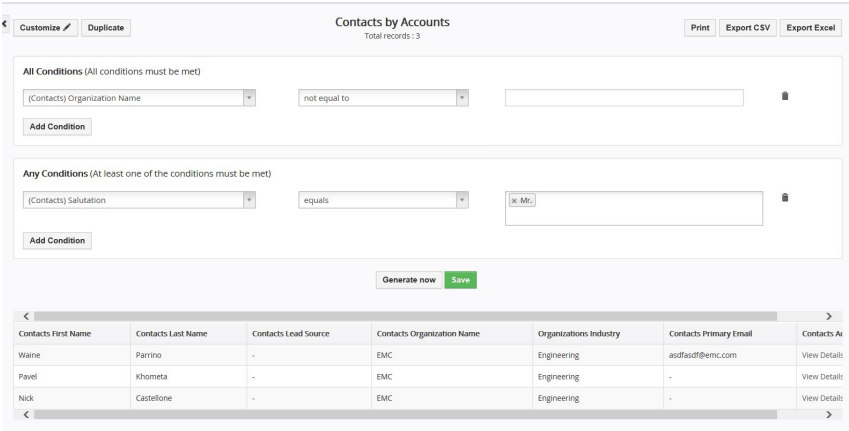 Customize Duplicate Contacts by Accounts Print Export CSV Export Excel
Total records : 3
All Conditions (All conditions must be met)
(Contacts) Organization Name not equal to
Add Condition
Any Conditions (At least one of the conditions must be met)
(Contacts) Salutation equals Mr.
Add Condition
Generate now Save
Contacts First Name Contacts Last Name Contacts Lead Source Contacts Organization Name Organizations Industry Contacts Primary Email Contacts Ac
Waine Parrino - EMC Engineering asdfasdf@emc.com View Details
Pavel Khometa - EMC Engineering - View Details
Nick Castellone - EMC Engineering - View Details